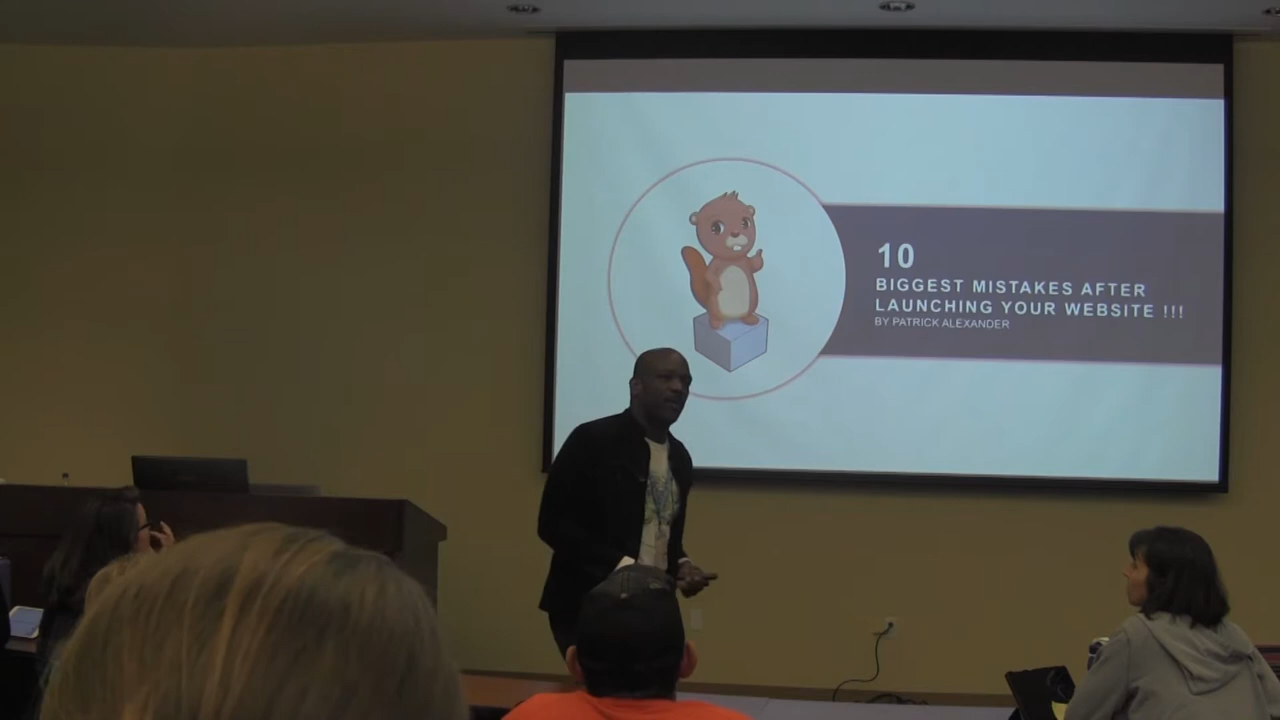 10
BIGGEST MISTAKES AFTER
LAUNCHING YOUR WEBSITE !!!
BY PATRICK ALEXANDER